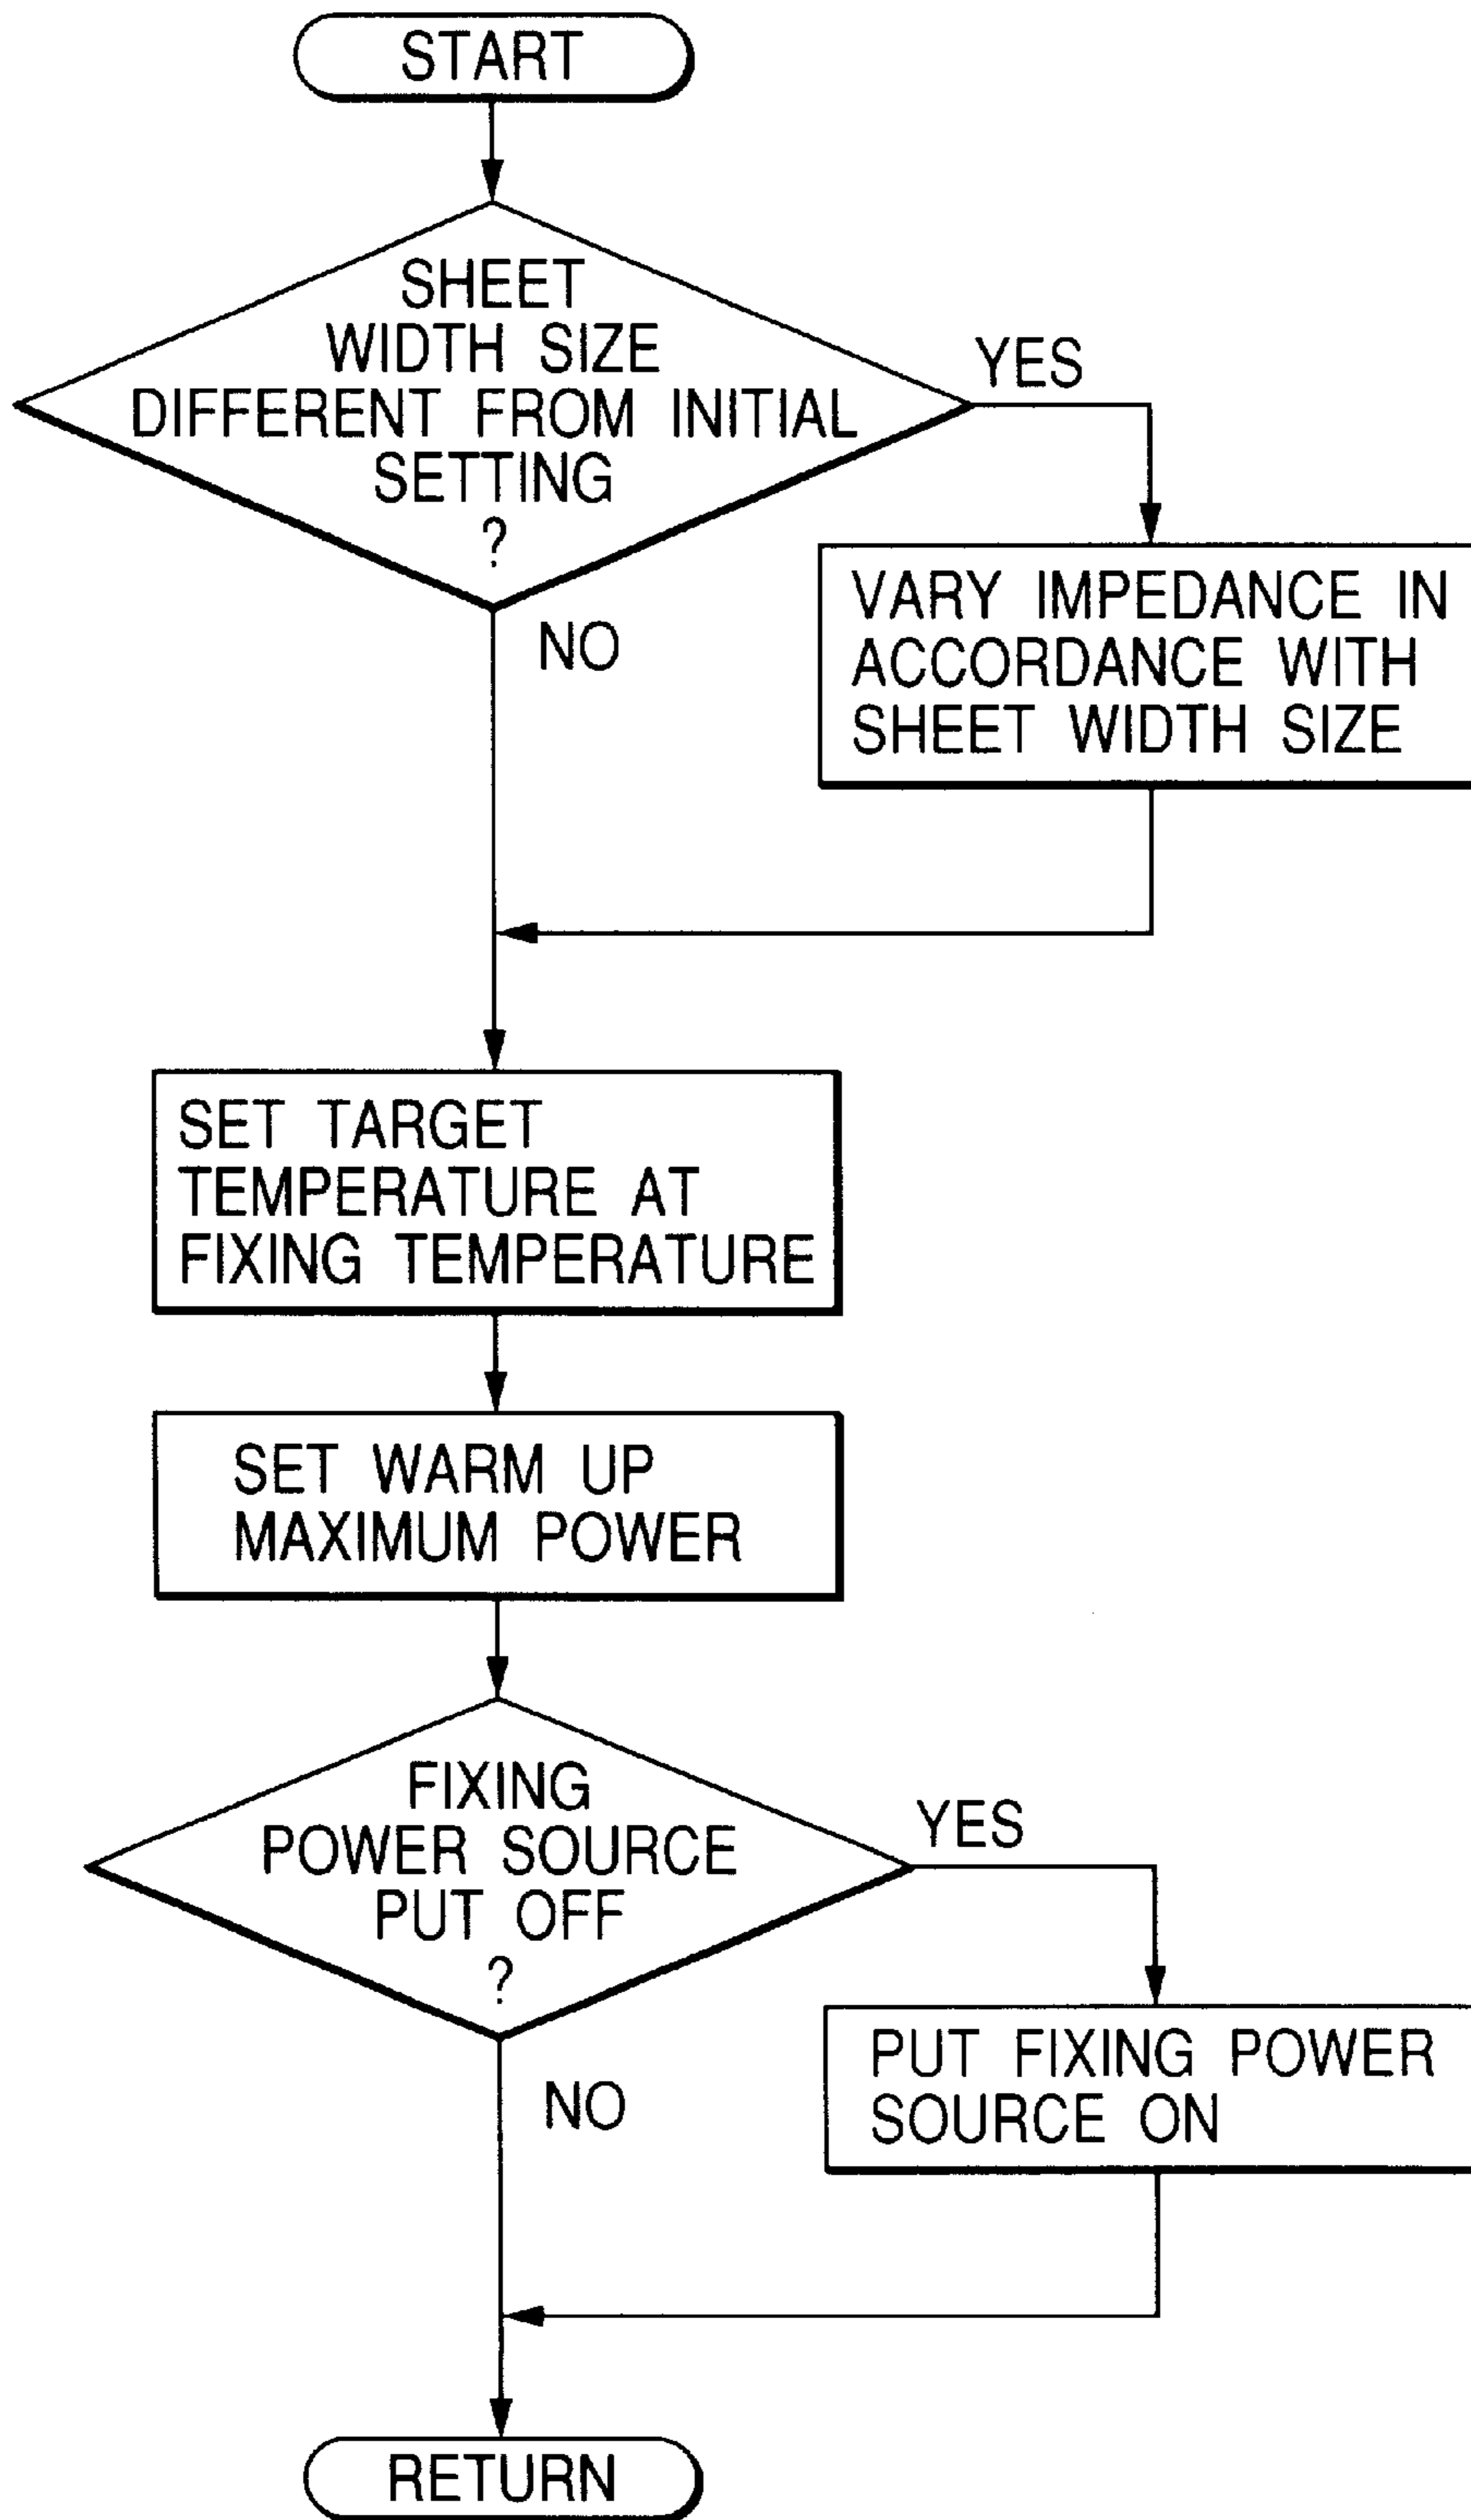 START
SHEET
WIDTH SIZE
DIFFERENT FROM INITIAL
SETTING
?
YES
VARY IMPEDANCE IN
ACCORDANCE WITH
SHEET WIDTH SIZE
NO
SET TARGET
TEMPERATURE AT
FIXING TEMPERATURE
SET WARM UP
MAXIMUM POWER
FIXING
POWER SOURCE
PUT OFF
?
YES
PUT FIXING POWER
SOURCE ON
NO
RETURN